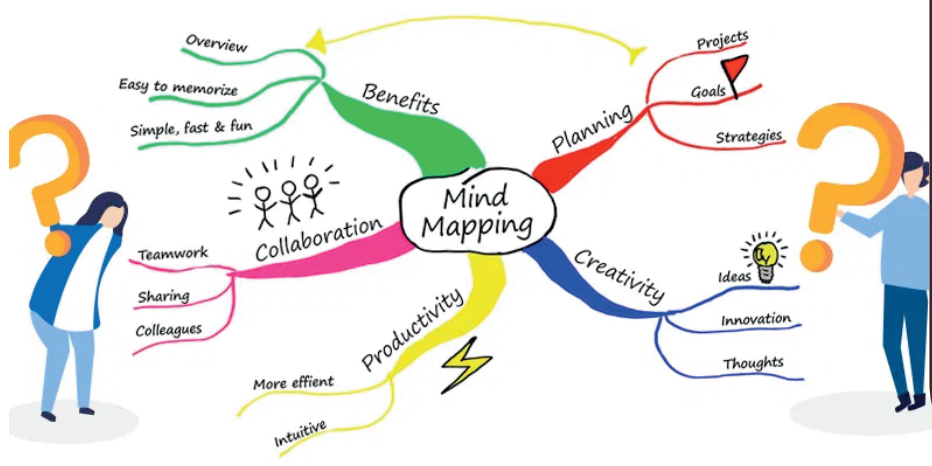 Mind
Mapping
Benefits
Overview
Easy to memorize
Simple, fast & fun
Planning
Projects
Goals
Strategies
Collaboration
Teamwork
Sharing
Colleagues
Productivity
More effient
Intuitive
Creativity
Ideas
Innovation
Thoughts